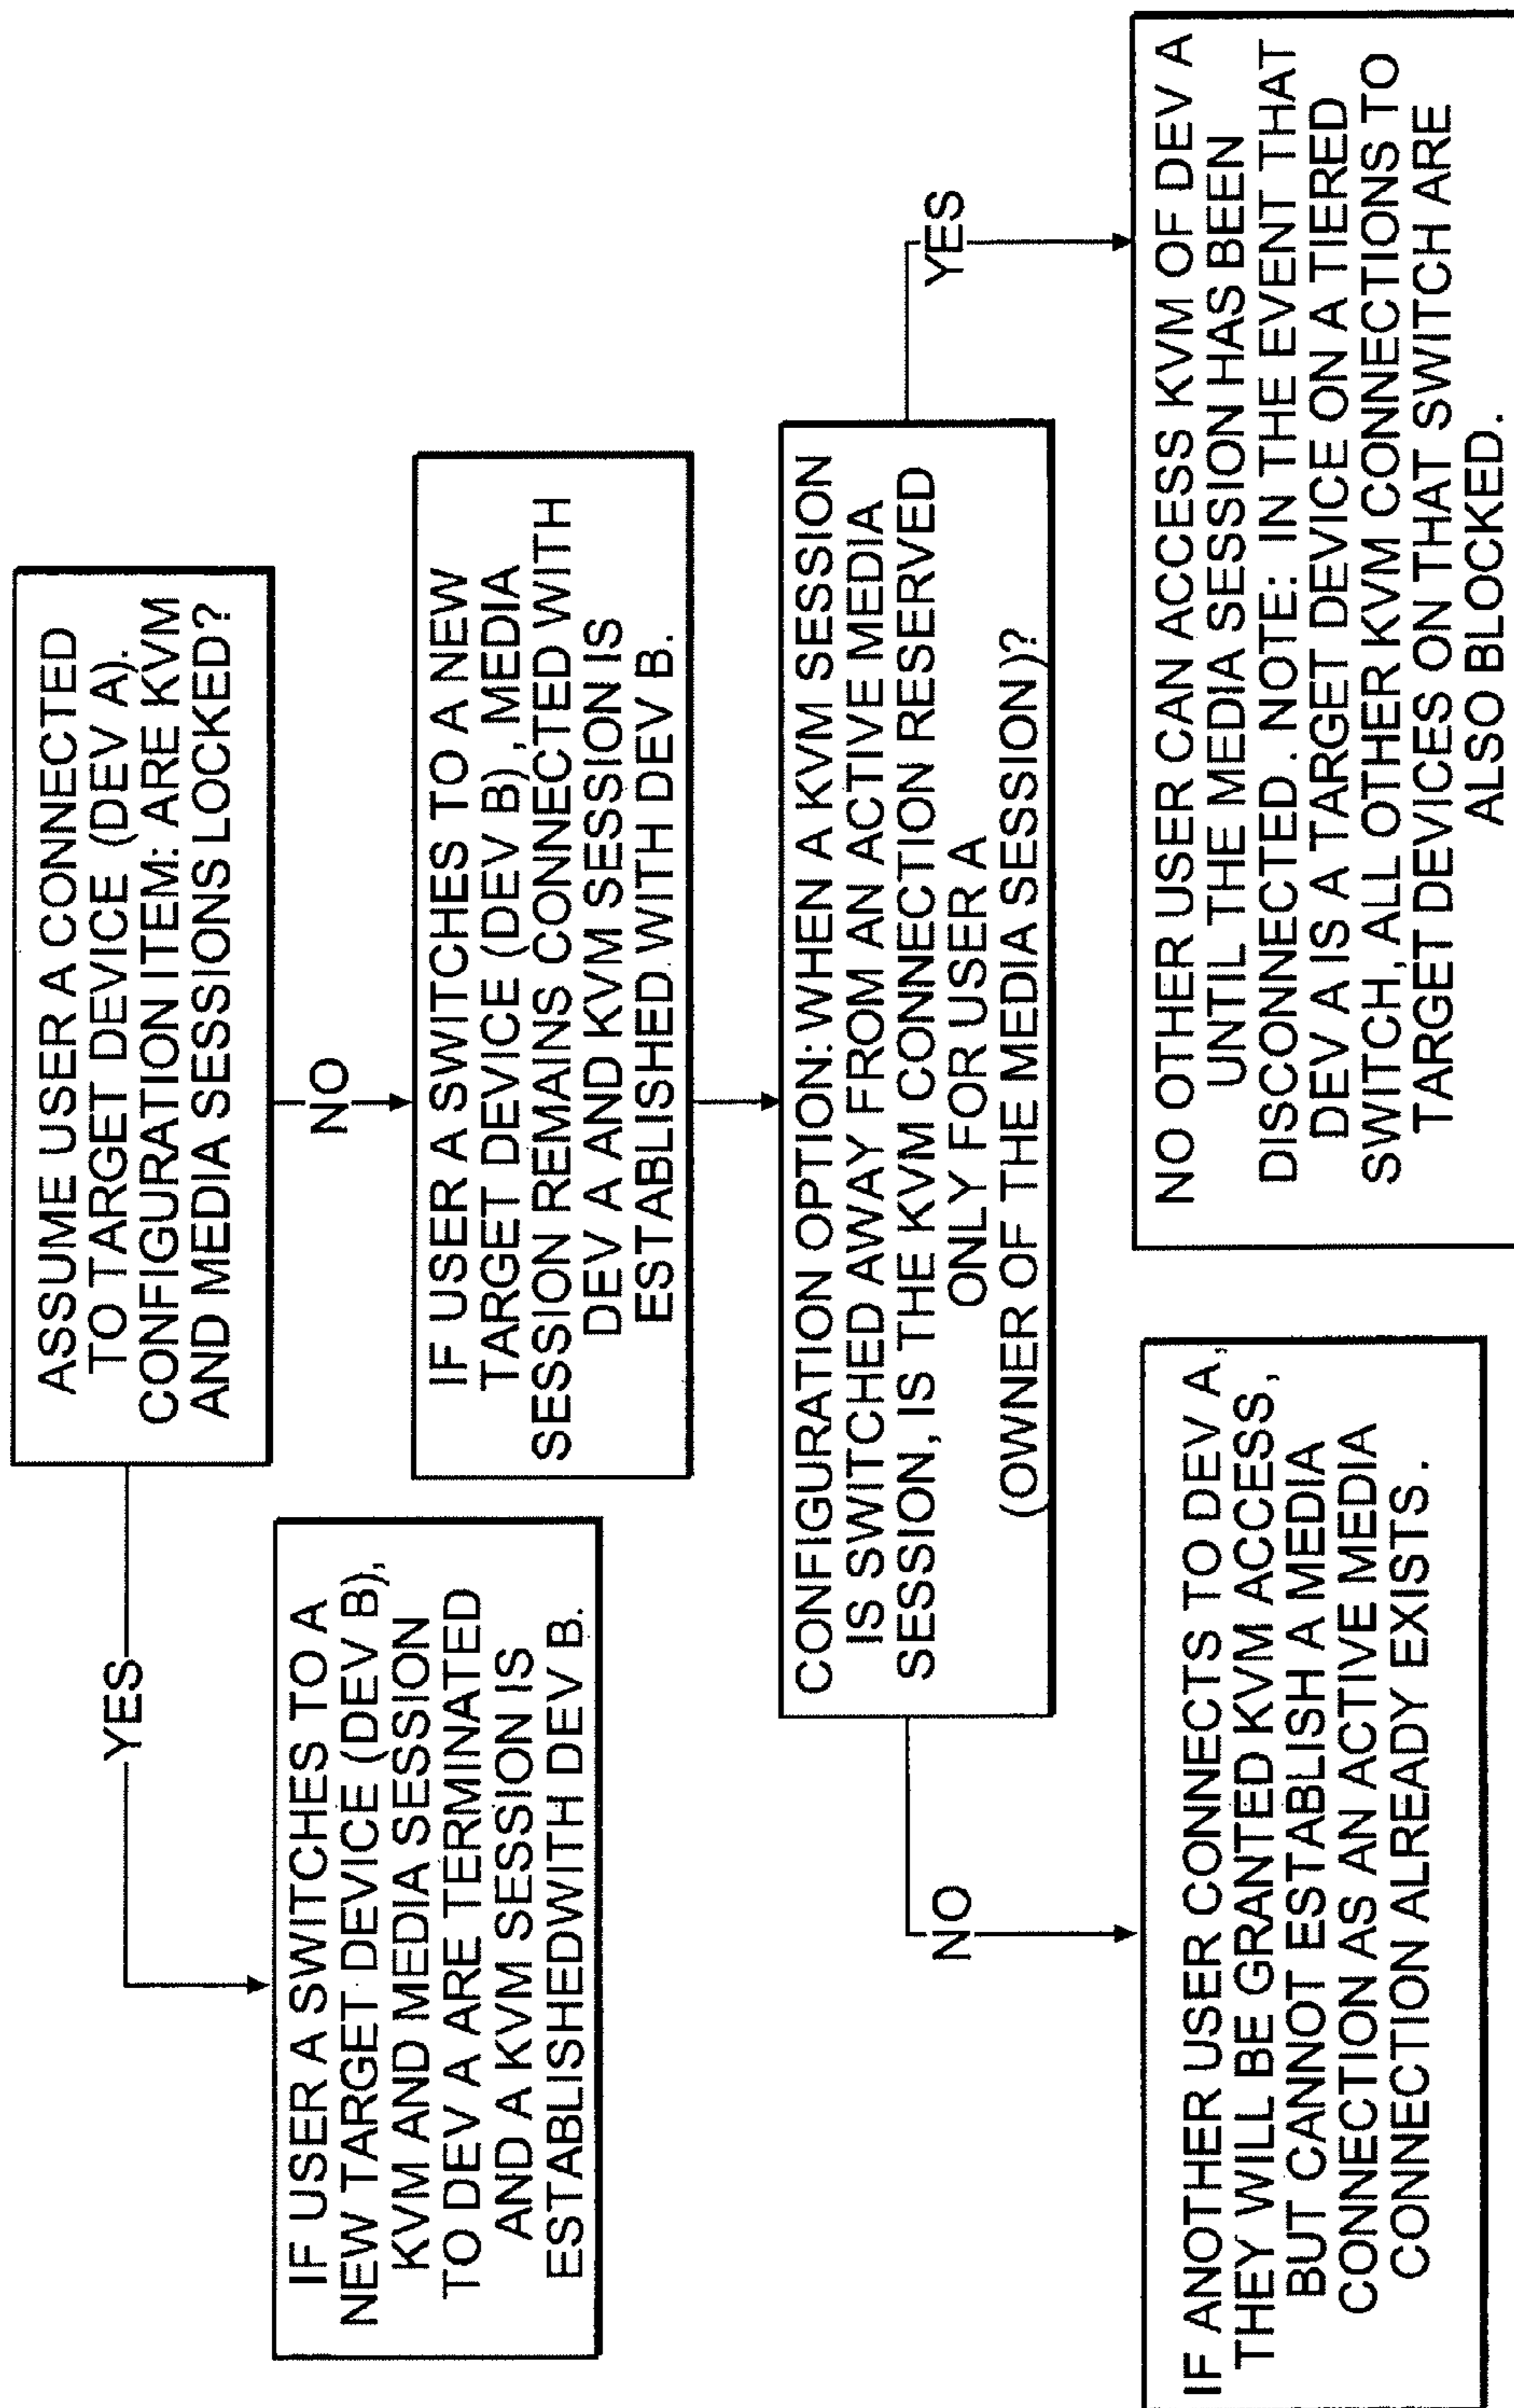 ASSUME USER A CONNECTED
TO TARGET DEVICE (DEV A).
CONFIGURATION ITEM: ARE KVM
AND MEDIA SESSIONS LOCKED?
YES
NO
IF USER A SWITCHES TO A
NEW TARGET DEVICE (DEV B),
KVM AND MEDIA SESSION
TO DEV A ARE TERMINATED
AND A KVM SESSION IS
ESTABLISHEDWITH DEV B.
IF USER A SWITCHES TO A NEW
TARGET DEVICE (DEV B), MEDIA
SESSION REMAINS CONNECTED WITH
DEV A AND KVM SESSION IS
ESTABLISHED WITH DEV B.
CONFIGURATION OPTION: WHEN A KVM SESSION
IS SWITCHED AWAY FROM AN ACTIVE MEDIA
SESSION, IS THE KVM CONNECTION RESERVED
ONLY FOR USER A
(OWNER OF THE MEDIA SESSION)?
NO
YES
IF ANOTHER USER CONNECTS TO DEV A,
THEY WILL BE GRANTED KVM ACCESS,
BUT CANNOT ESTABLISH A MEDIA
CONNECTION AS AN ACTIVE MEDIA
CONNECTION ALREADY EXISTS.
NO OTHER USER CAN ACCESS KVM OF DEV A
UNTIL THE MEDIA SESSION HAS BEEN
DISCONNECTED. NOTE: IN THE EVENT THAT
DEV A IS A TARGET DEVICE ON A TIERED
SWITCH, ALL OTHER KVM CONNECTIONS TO
TARGET DEVICES ON THAT SWITCH ARE
ALSO BLOCKED.